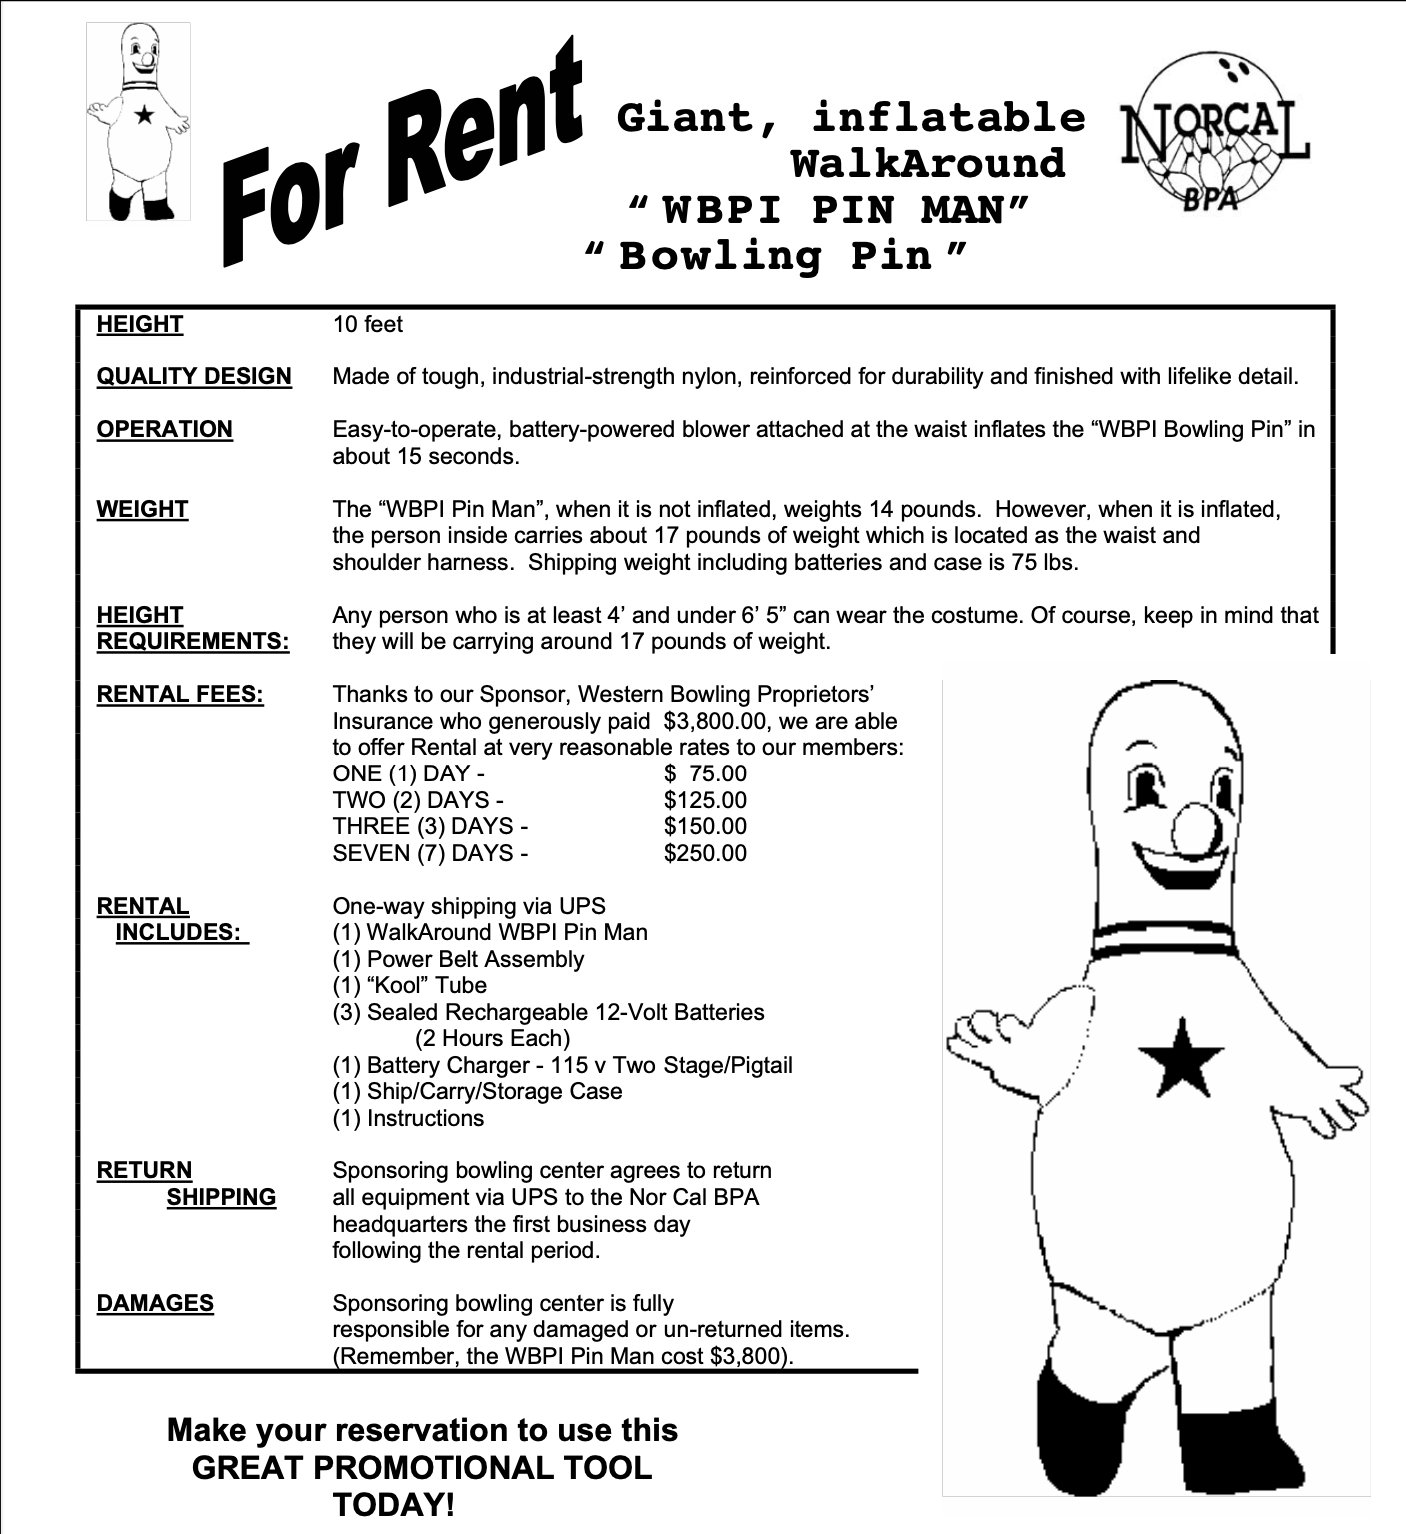 For Rent
Giant, inflatable
WalkAround
“WBPI PIN MAN”
“Bowling Pin”
NORCAL
BPA
HEIGHT 10 feet
QUALITY DESIGN Made of tough, industrial-strength nylon, reinforced for durability and finished with lifelike detail.
OPERATION Easy-to-operate, battery-powered blower attached at the waist inflates the “WBPI Bowling Pin” in
about 15 seconds.
WEIGHT The “WBPI Pin Man”, when it is not inflated, weights 14 pounds. However, when it is inflated,
the person inside carries about 17 pounds of weight which is located as the waist and
shoulder harness. Shipping weight including batteries and case is 75 lbs.
HEIGHT Any person who is at least 4’ and under 6’ 5” can wear the costume. Of course, keep in mind that
REQUIREMENTS: they will be carrying around 17 pounds of weight.
RENTAL FEES: Thanks to our Sponsor, Western Bowling Proprietors’
Insurance who generously paid $3,800.00, we are able
to offer Rental at very reasonable rates to our members:
ONE (1) DAY - $ 75.00
TWO (2) DAYS - $125.00
THREE (3) DAYS - $150.00
SEVEN (7) DAYS - $250.00
RENTAL One-way shipping via UPS
INCLUDES: (1) WalkAround WBPI Pin Man
(1) Power Belt Assembly
(1) “Kool” Tube
(3) Sealed Rechargeable 12-Volt Batteries
(2 Hours Each)
(1) Battery Charger - 115 v Two Stage/Pigtail
(1) Ship/Carry/Storage Case
(1) Instructions
RETURN Sponsoring bowling center agrees to return
SHIPPING all equipment via UPS to the Nor Cal BPA
headquarters the first business day
following the rental period.
DAMAGES Sponsoring bowling center is fully
responsible for any damaged or un-returned items.
(Remember, the WBPI Pin Man cost $3,800).
Make your reservation to use this
GREAT PROMOTIONAL TOOL
TODAY!